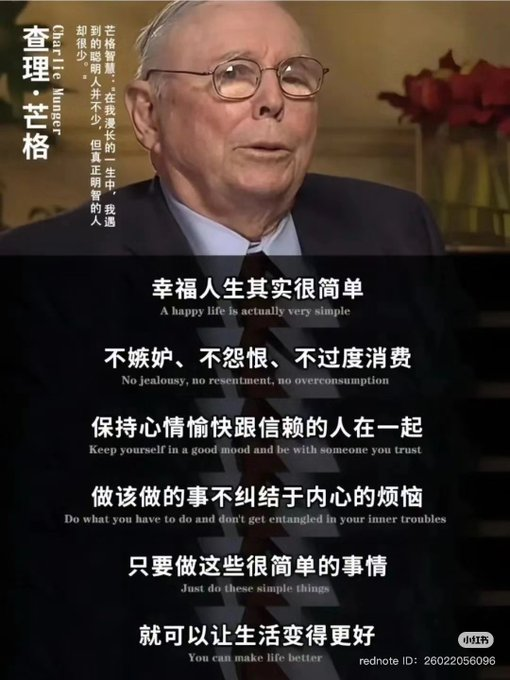 查理·芒格
Charlie Munger
芒格智慧：“在我漫长的一生中，我遇
到的聪明人并不少，但真正明智的人
却很少。”
幸福人生其实很简单
A happy life is actually very simple
不嫉妒、不怨恨、不过度消费
No jealousy, no resentment, no overconsumption
保持心情愉快跟信赖的人在一起
Keep yourself in a good mood and be with someone you trust
做该做的事不纠结于内心的烦恼
Do what you have to do and don't get entangled in your inner troubles
只要做这些很简单的事情
Just do these simple things
就可以让生活变得更好
You can make life better
小红书
rednote ID：26022056096